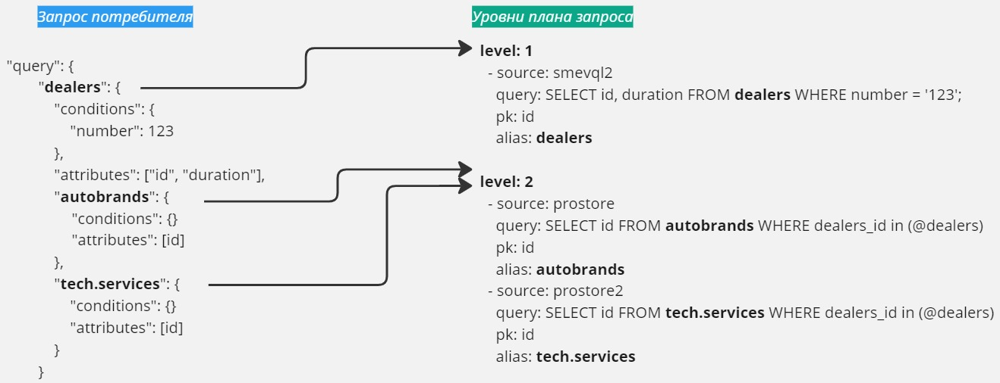 Запрос потребителя
"query": {
"dealers": {
"conditions": {
"number": 123
},
"attributes": ["id", "duration"],
"autobrands": {
"conditions": {}
"attributes": [id]
},
"tech.services": {
"conditions": {}
"attributes": [id]
}
}
Уровни плана запроса
level: 1
- source: smevql2
query: SELECT id, duration FROM dealers WHERE number = '123';
pk: id
alias: dealers
level: 2
- source: prostore
query: SELECT id FROM autobrands WHERE dealers_id in (@dealers)
pk: id
alias: autobrands
- source: prostore2
query: SELECT id FROM tech.services WHERE dealers_id in (@dealers)
pk: id
alias: tech.services